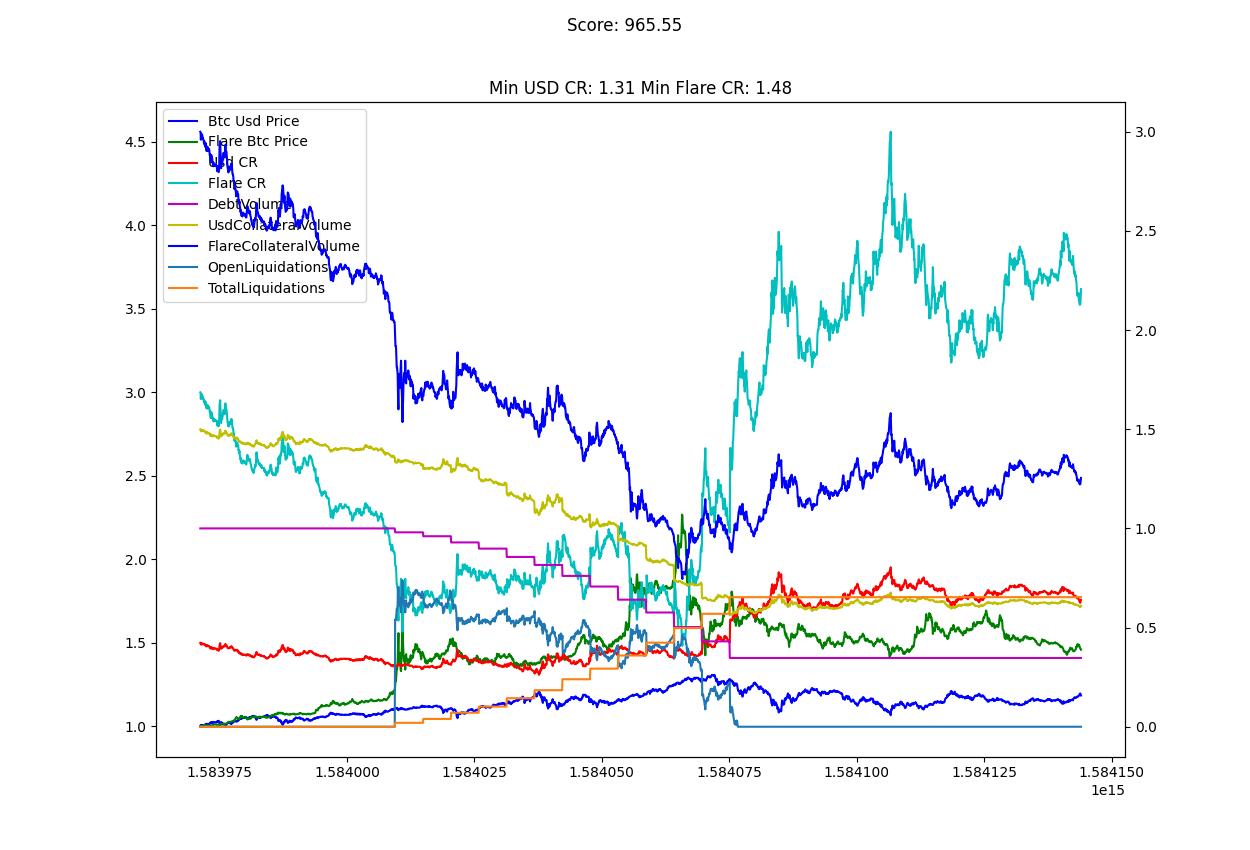 Score: 965.55
Min USD CR: 1.31 Min Flare CR: 1.48
Btc Usd Price
Flare Btc Price
Usd CR
Flare CR
DebtVolume
UsdCollateralVolume
FlareCollateralVolume
OpenLiquidations
TotalLiquidations
4.5
4.0
3.5
3.0
2.5
2.0
1.5
1.0
3.0
2.5
2.0
1.5
1.0
0.5
0.0
1.583975 1.584000 1.584025 1.584050 1.584075 1.584100 1.584125 1.584150
1e15